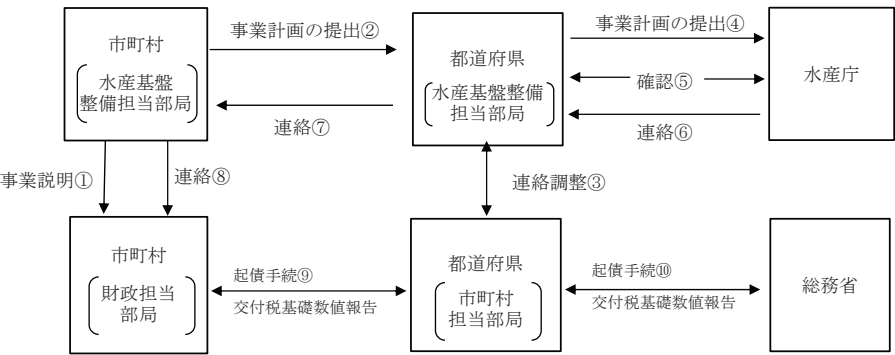 市町村
水産基盤
整備担当部局
事業計画の提出②
連絡⑦
都道府県
水産基盤整備
担当部局
事業計画の提出④
確認⑤
連絡⑥
水産庁
事業説明①
連絡⑧
連絡調整③
市町村
財政担当
部局
起債手続⑨
交付税基礎数値報告
都道府県
市町村
担当部局
起債手続⑩
交付税基礎数値報告
総務省